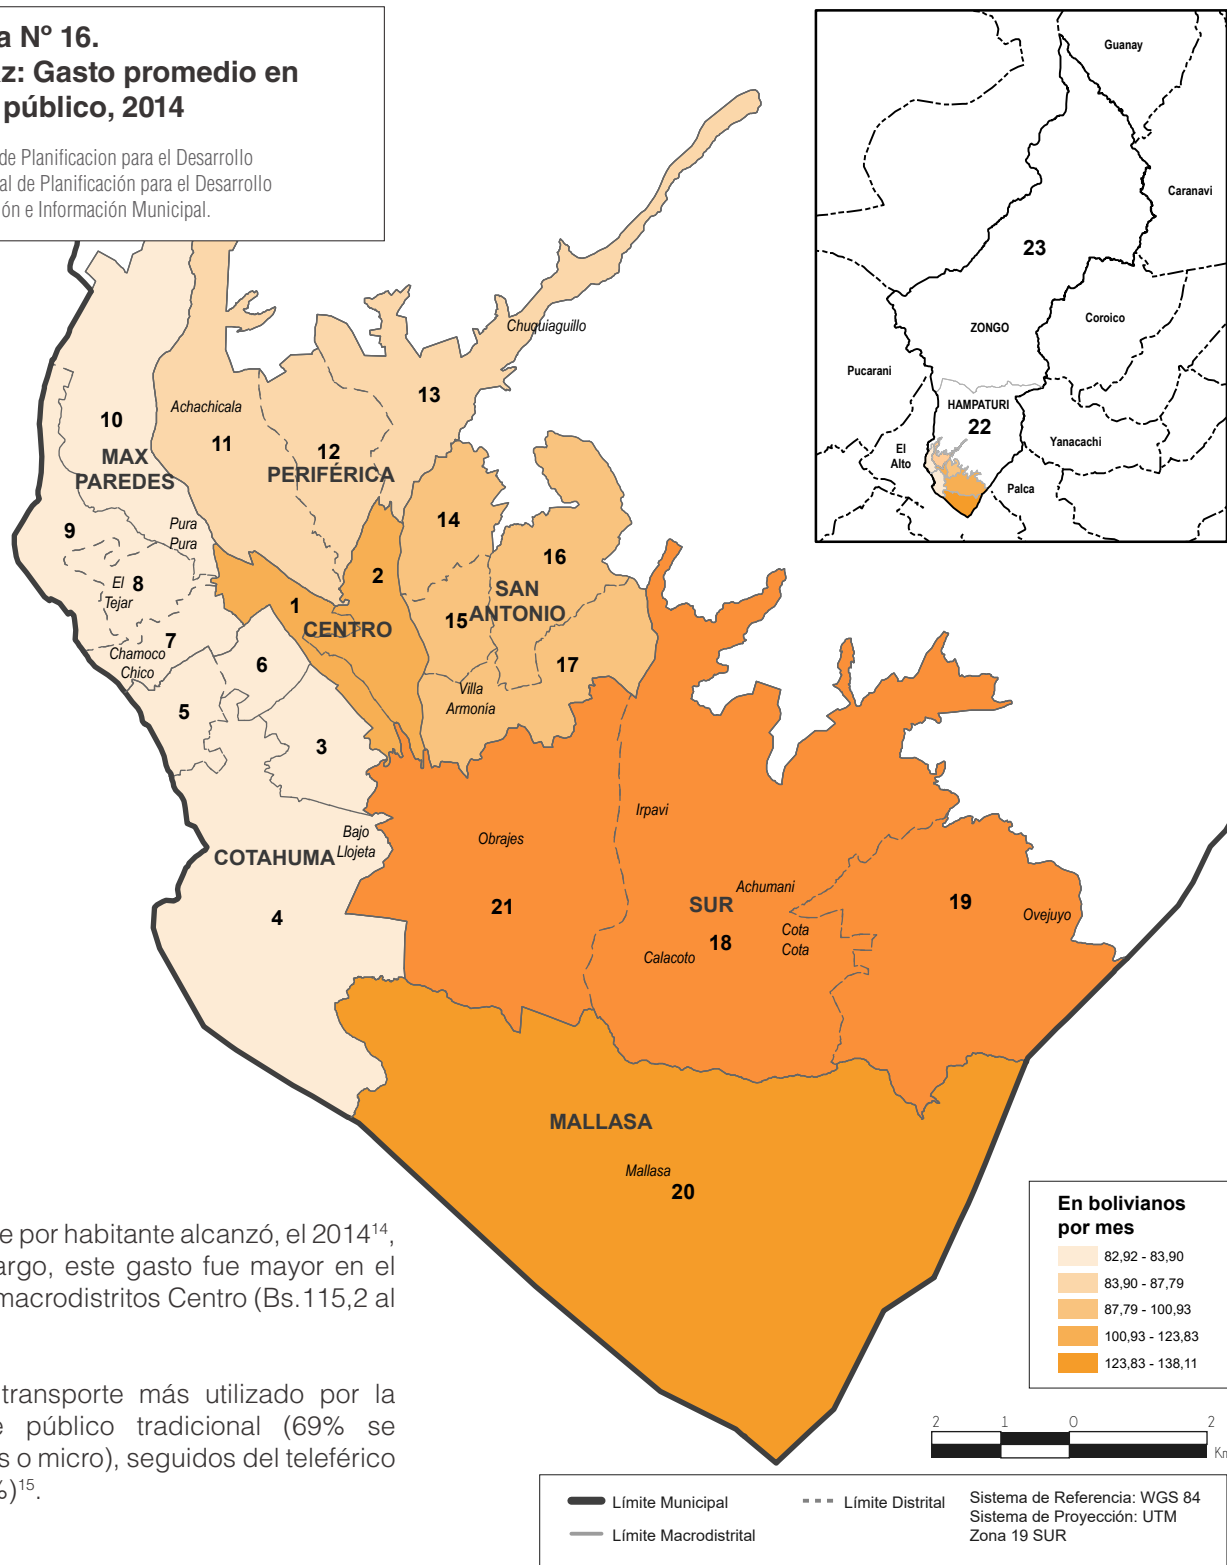 a Nº 16.
z: Gasto promedio en
público, 2014
de Planificacion para el Desarrollo
al de Planificación para el Desarrollo
ón e Información Municipal.
Guanay
Caranavi
23
ZONGO
Coroico
Pucarani
HAMPATURI
22
El
Alto
Yanacachi
Palca
Chuquiaguillo
13
Achachicala
11
10
MAX
PAREDES
12
PERIFÉRICA
9
Pura
Pura
14
16
2
El
Tejar
8
SAN
ANTONIO
1
CENTRO
15
7
Chamoco
Chico
6
17
Villa
Armonía
5
3
Irpavi
Bajo
Llojeta
COTAHUMA
Obrajes
4
21
Achumani
SUR
18
Calacoto
Cota
Cota
19
Ovejuyo
MALLASA
Mallasa
20
e por habitante alcanzó, el 2014¹⁴,
argo, este gasto fue mayor en el
macrodistritos Centro (Bs.115,2 al
transporte más utilizado por la
e público tradicional (69% se
s o micro), seguidos del teleférico
%)¹⁵.
En bolivianos
por mes
82,92 - 83,90
83,90 - 87,79
87,79 - 100,93
100,93 - 123,83
123,83 - 138,11
2 1 0 2
Km
Límite Municipal
Límite Distrital
Límite Macrodistrital
Sistema de Referencia: WGS 84
Sistema de Proyección: UTM
Zona 19 SUR